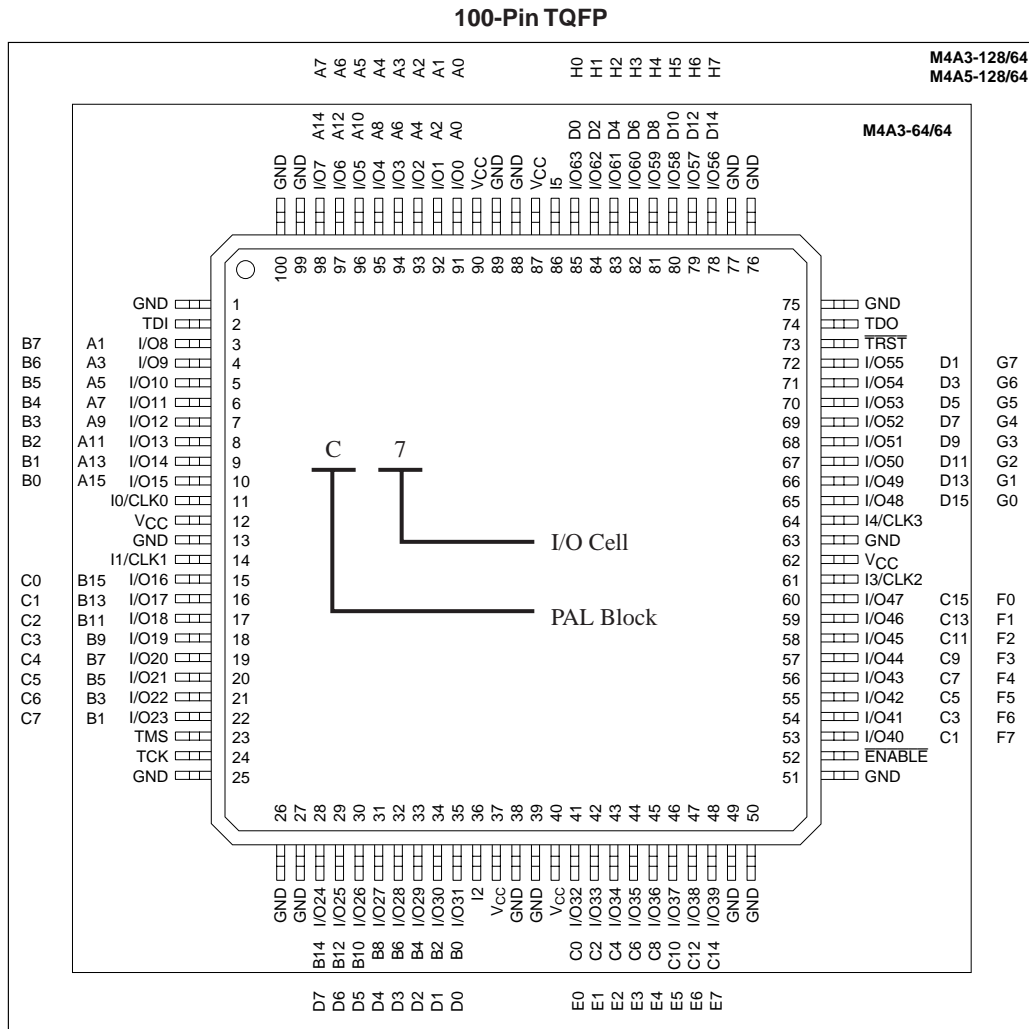 100-Pin TQFP
M4A3-128/64
M4A5-128/64
A7 A6 A5 A4 A3 A2 A1 A0 H0 H1 H2 H3 H4 H5 H6 H7
M4A3-64/64
A14 A12 A10 A8 A6 A4 A2 A0 D0 D2 D4 D6 D8 D10 D12 D14
GND GND I/O7 I/O6 I/O5 I/O4 I/O3 I/O2 I/O1 I/O0 VCC GND GND VCC I5 I/O63 I/O62 I/O61 I/O60 I/O59 I/O58 I/O57 I/O56 GND GND
100 99 98 97 96 95 94 93 92 91 90 89 88 87 86 85 84 83 82 81 80 79 78 77 76
GND 1 75 GND
TDI 2 74 TDO
B7 A1 I/O8 3 73 TRST
B6 A3 I/O9 4 72 I/O55 D1 G7
B5 A5 I/O10 5 71 I/O54 D3 G6
B4 A7 I/O11 6 70 I/O53 D5 G5
B3 A9 I/O12 7 69 I/O52 D7 G4
B2 A11 I/O13 8 68 I/O51 D9 G3
B1 A13 I/O14 9 67 I/O50 D11 G2
B0 A15 I/O15 10 66 I/O49 D13 G1
I0/CLK0 11 65 I/O48 D15 G0
VCC 12 64 I4/CLK3
GND 13 63 GND
I1/CLK1 14 62 VCC
C0 B15 I/O16 15 61 I3/CLK2
C1 B13 I/O17 16 60 I/O47 C15 F0
C2 B11 I/O18 17 59 I/O46 C13 F1
C3 B9 I/O19 18 58 I/O45 C11 F2
C4 B7 I/O20 19 57 I/O44 C9 F3
C5 B5 I/O21 20 56 I/O43 C7 F4
C6 B3 I/O22 21 55 I/O42 C5 F5
C7 B1 I/O23 22 54 I/O41 C3 F6
TMS 23 53 I/O40 C1 F7
TCK 24 52 ENABLE
GND 25 51 GND
C 7
I/O Cell
PAL Block
26 27 28 29 30 31 32 33 34 35 36 37 38 39 40 41 42 43 44 45 46 47 48 49 50
GND GND I/O24 I/O25 I/O26 I/O27 I/O28 I/O29 I/O30 I/O31 I2 VCC GND GND VCC I/O32 I/O33 I/O34 I/O35 I/O36 I/O37 I/O38 I/O39 GND GND
B14 B12 B10 B8 B6 B4 B2 B0 C0 C2 C4 C6 C8 C10 C12 C14
D7 D6 D5 D4 D3 D2 D1 D0 E0 E1 E2 E3 E4 E5 E6 E7